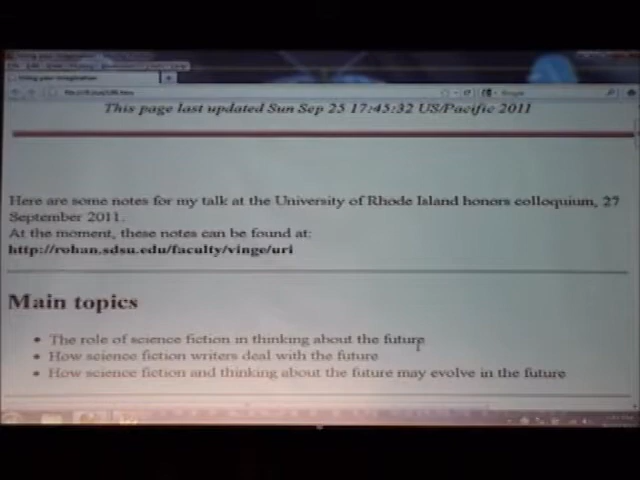 This page last updated Sun Sep 25 17:45:32 US/Pacific 2011
Here are some notes for my talk at the University of Rhode Island honors colloquium, 27
September 2011.
At the moment, these notes can be found at:
http://rohan.sdsu.edu/faculty/vinge/uri
Main topics
• The role of science fiction in thinking about the future
• How science fiction writers deal with the future
• How science fiction and thinking about the future may evolve in the future